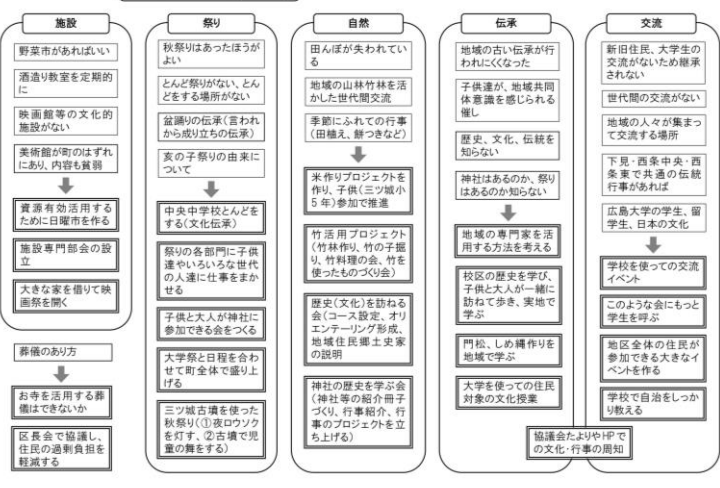 施設
野菜市があればいい
酒造り教室を定期的
に
映画館等の文化的
施設がない
美術館が町のはずれ
にあり、内容も貧弱
資源有効活用する
ために日曜市を作る
施設専門部会の設
立
大きな家を借りて映
画祭を開く
葬儀のあり方
お寺を活用する葬
儀はできないか
区長会で協議し、
住民の過剰負担を
軽減する
祭り
秋祭りはあったほうが
よい
とんど祭りがない、とん
どをする場所がない
盆踊りの伝承(言われ
から成り立ちの伝承)
亥の子祭りの由来に
ついて
中央中学校とんどを
する(文化伝承)
祭りの各部門に子供
達やいろいろな世代
の人達に仕事をまか
せる
子供と大人が神社に
参加できる会をつくる
大学祭と日程を合わ
せて町全体で盛り上
げる
三ツ城古墳を使った
秋祭り(①夜ロウソク
を灯す、②古墳で児
童の舞をする)
自然
田んぼが失われてい
る
地域の山林竹林を活
かした世代間交流
季節にふれての行事
(田植え、餅つきなど)
米作りプロジェクトを
作り、子供(三ツ城小
5年)参加で推進
竹活用プロジェクト
(竹林作り、竹の子掘
り、竹料理の会、竹を
使ったものづくり会)
歴史(文化)を訪ねる
会(コース設定、オリ
エンテーリング形成、
地域住民郷土史家
の説明)
神社の歴史を学ぶ会
(神社等の紹介冊子
づくり、行事紹介、行
事のプロジェクトを立
ち上げる)
伝承
地域の古い伝承が行
われにくくなった
子供達が、地域共同
体意識を感じられる
催し
歴史、文化、伝統を
知らない
神社はあるのか、祭り
はあるのか知らない
地域の専門家を活
用する方法を考える
校区の歴史を学び、
子供と大人が一緒に
訪ねて歩き、実地で
学ぶ
門松、しめ縄作りを
地域で学ぶ
大学を使っての住民
対象の文化授業
交流
新旧住民、大学生の
交流がないため継承
されない
世代間の交流がない
地域の人々が集まっ
て交流する場所
下見・西条中央・西
条東で共通の伝統
行事があれば
広島大学の学生、留
学生、日本の文化
学校を使っての交流
イベント
このような会にもっと
学生を呼ぶ
地区全体の住民が
参加できる大きなイ
ベントを作る
学校で自治をしっか
り教える
協議会たよりやHPで
の文化・行事の周知